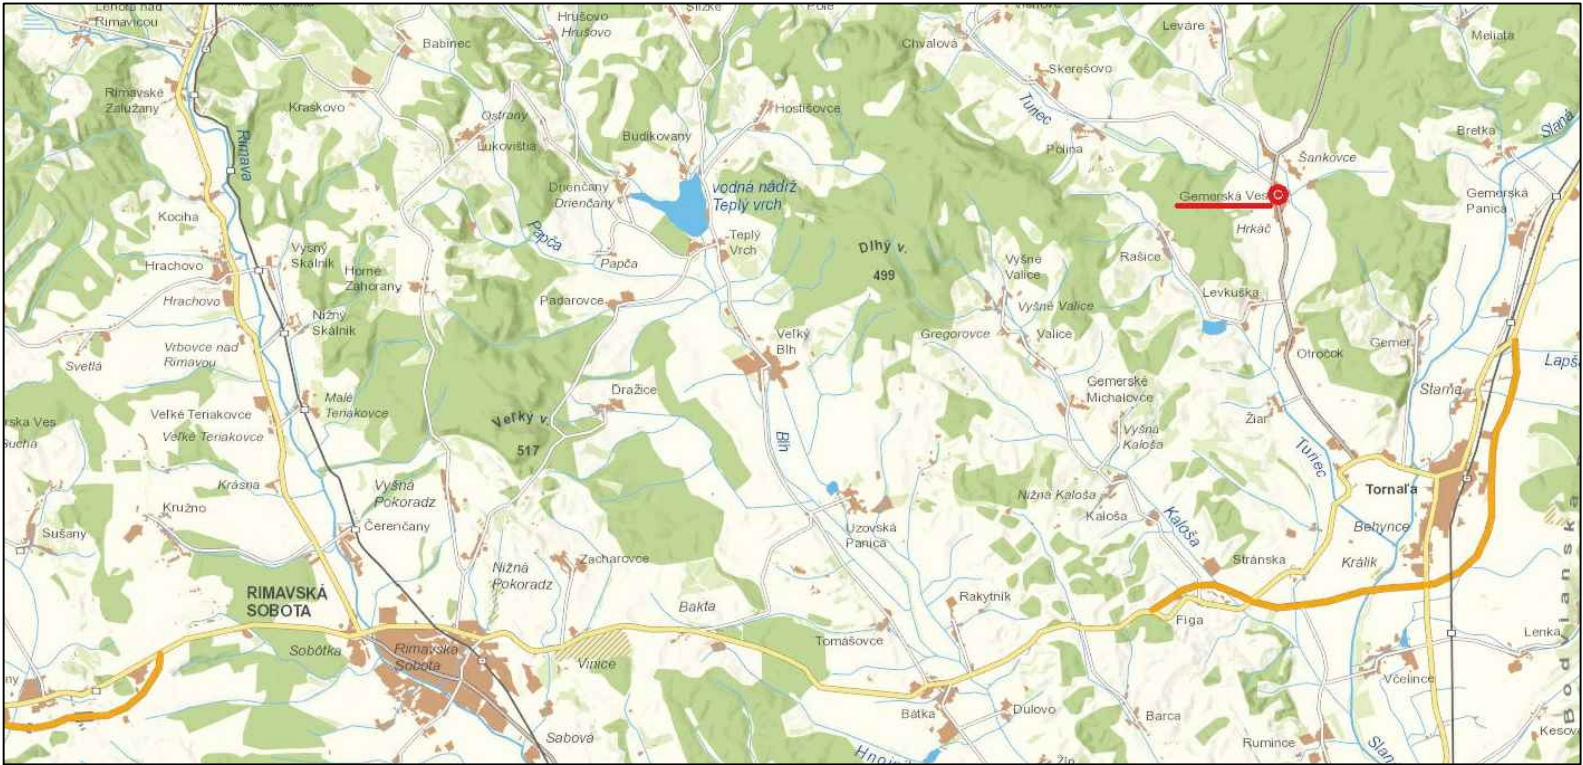 Lehota nad
Rimavicou
Babinec
Hrušovo
Hrušovo
Chvalová
Leváre
Meliata
Skerešovo
Rimavské
Zalužany
Kraskovo
Ostrany
Hostišovce
Turiec
Slaná
Bretka
Rimava
Lukovištia
Budikovany
Polina
Šankovce
Drienčany
Drienčany
vodná nádrž
Teplý vrch
Gemerská Ves
Gemerská
Panica
Kociha
Papča
Teplý
Vrch
Dlhý v.
499
Hrkáč
Vyšný
Skálnik
Papča
Rašice
Hrachovo
Horné
Zahorany
Vyšné
Valice
Hrachovo
Padarovce
Levkuška
Nižný
Skálnik
Vyšné Valice
Veľký
Blh
Gregorovce
Valice
Gemer
Vrbovce nad
Rimavou
Svetlá
Otročok
Dražice
Gemerské
Michalovce
Starňa
Malé
Teriakovce
Veľké Teriakovce
Veľký v.
517
Žiar
Veľké Teriakovce
Blh
Vyšná
Kaloša
Turiec
Krásna
Vyšná
Pokoradz
Tornaľa
Nižná Kaloša
Kružno
Kaloša
Kaloša
Sušany
Čerenčany
Uzovská
Panica
Behynce
Nižná
Pokoradz
Zacharovce
Stránska
Králik
RIMAVSKÁ
SOBOTA
Bakta
Rakytník
Figa
Tomášovce
Lenka
Sobôtka
Rimavská
Sobota
Vinice
Včelince
Bátka
Dulovo
Barca
Sabová
Rumince
Bodvianska